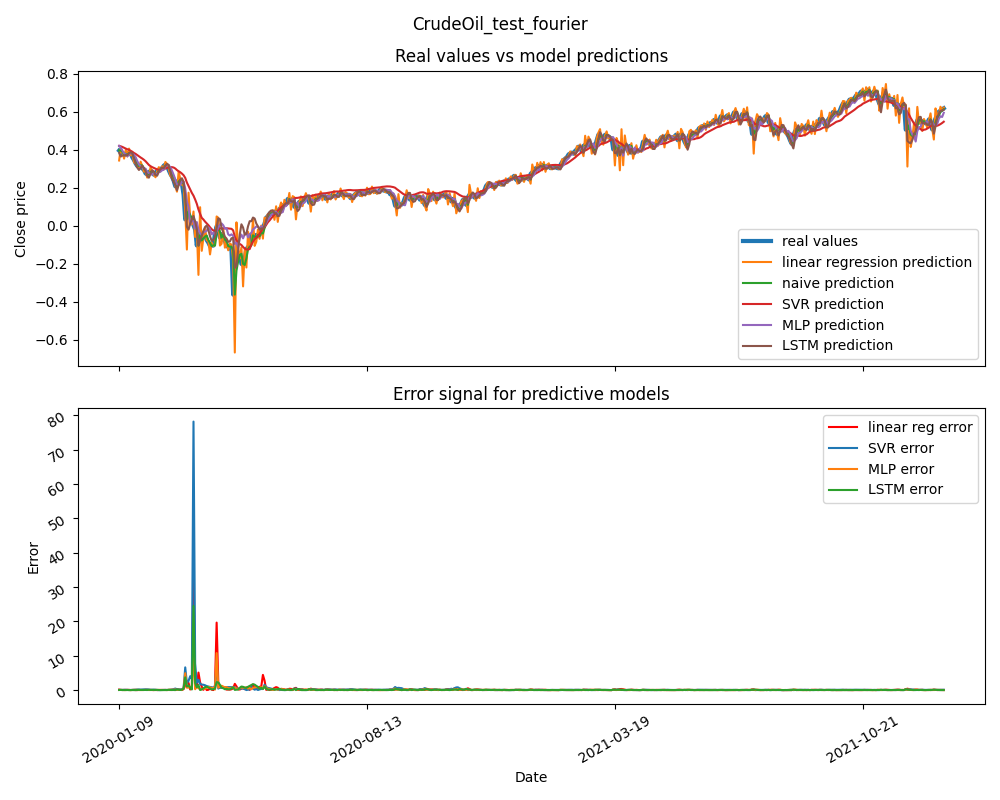 CrudeOil_test_fourier
Real values vs model predictions
Close price
0.8
0.6
0.4
0.2
0.0
−0.2
−0.4
−0.6
real values
linear regression prediction
naive prediction
SVR prediction
MLP prediction
LSTM prediction
Error signal for predictive models
Error
80
70
60
50
40
30
20
10
0
linear reg error
SVR error
MLP error
LSTM error
2020-01-09
2020-08-13
2021-03-19
2021-10-21
Date